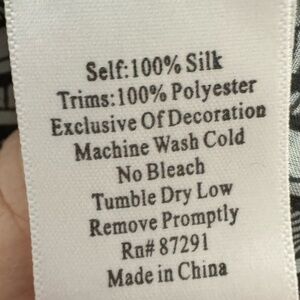 Self:100% Silk
Trims:100% Polyester
Exclusive Of Decoration
Machine Wash Cold
No Bleach
Tumble Dry Low
Remove Promptly
Rn# 87291
Made in China